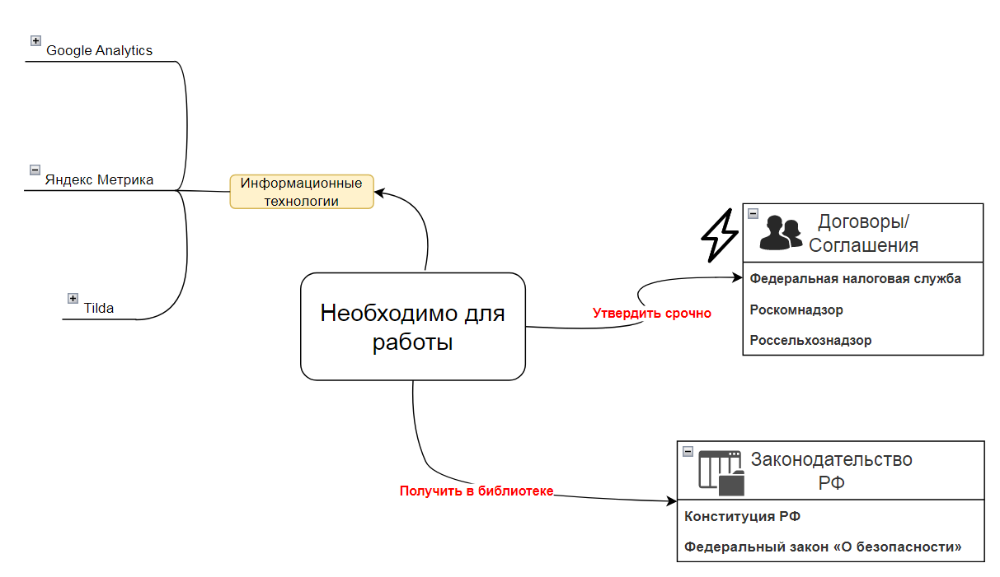 Google Analytics
Яндекс Метрика
Tilda
Информационные
технологии
Необходимо для
работы
Утвердить срочно
Договоры/
Соглашения
Федеральная налоговая служба
Роскомнадзор
Россельхознадзор
Получить в библиотеке
Законодательство
РФ
Конституция РФ
Федеральный закон «О безопасности»